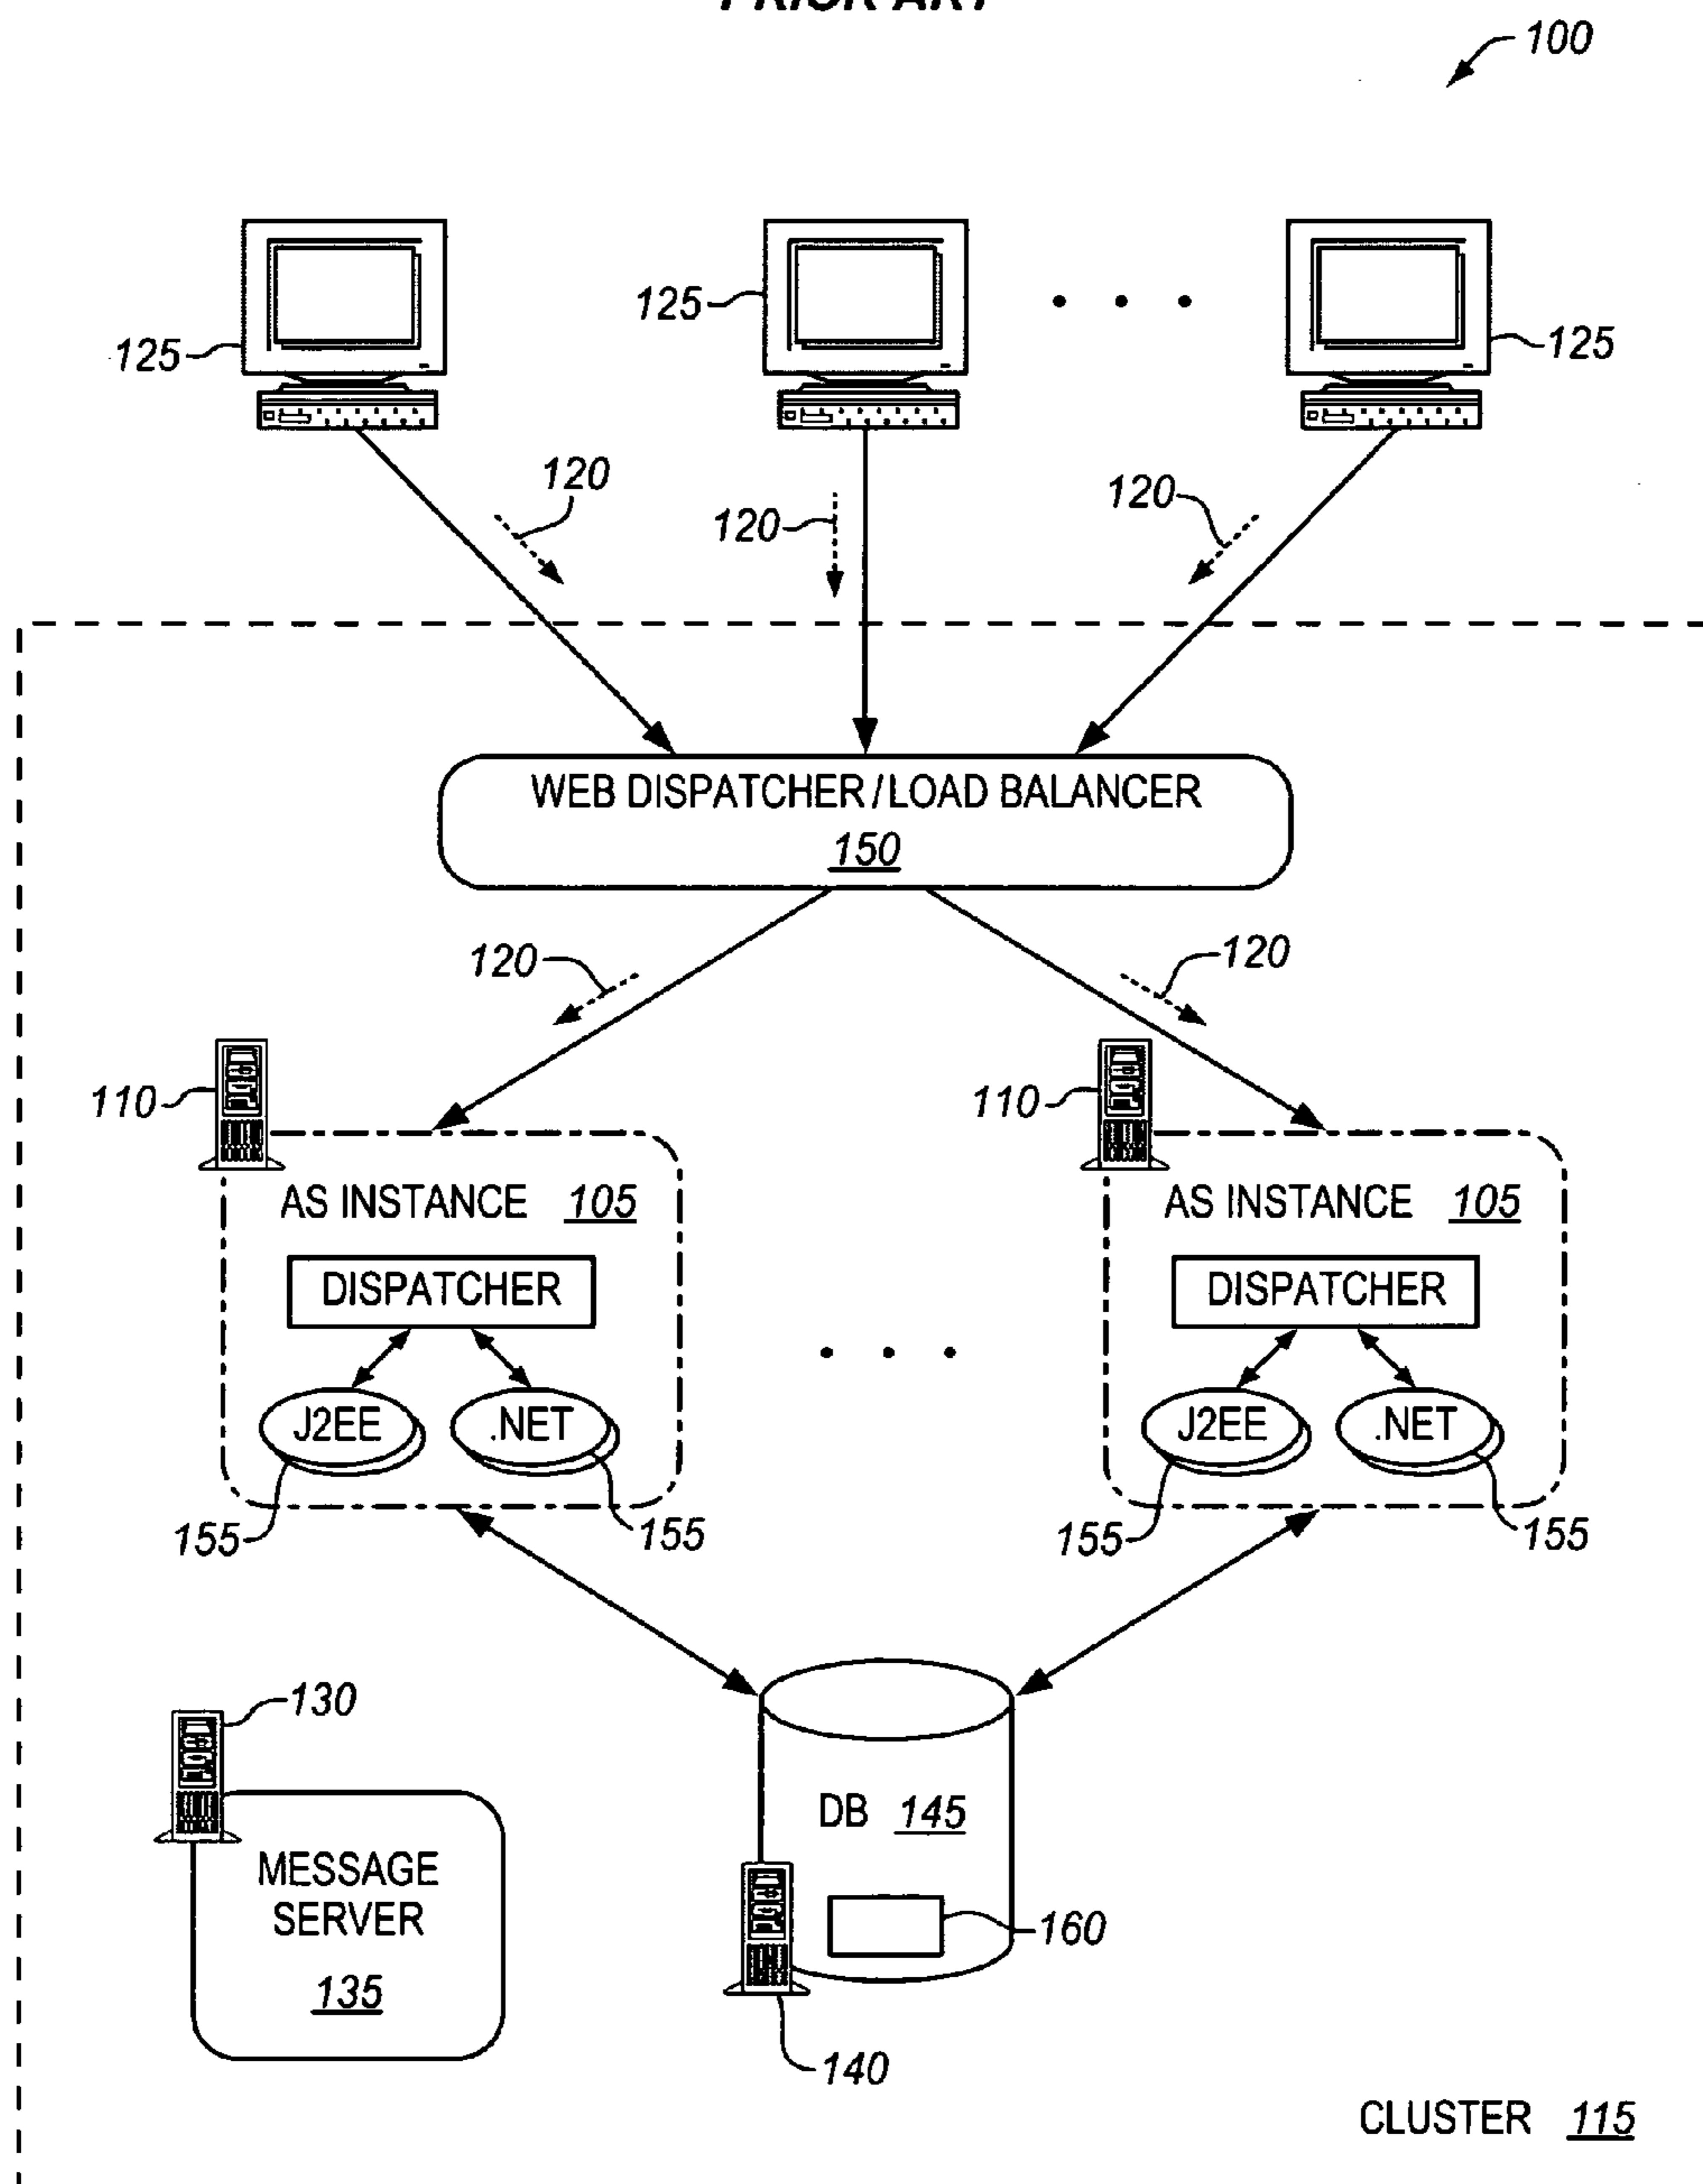 PRIOR ART
100
125
125
125
120
120
120
WEB DISPATCHER/LOAD BALANCER
150
120
120
110
110
AS INSTANCE 105
AS INSTANCE 105
DISPATCHER
DISPATCHER
J2EE
.NET
J2EE
.NET
155
155
155
155
130
DB 145
MESSAGE
SERVER
160
135
140
CLUSTER 115